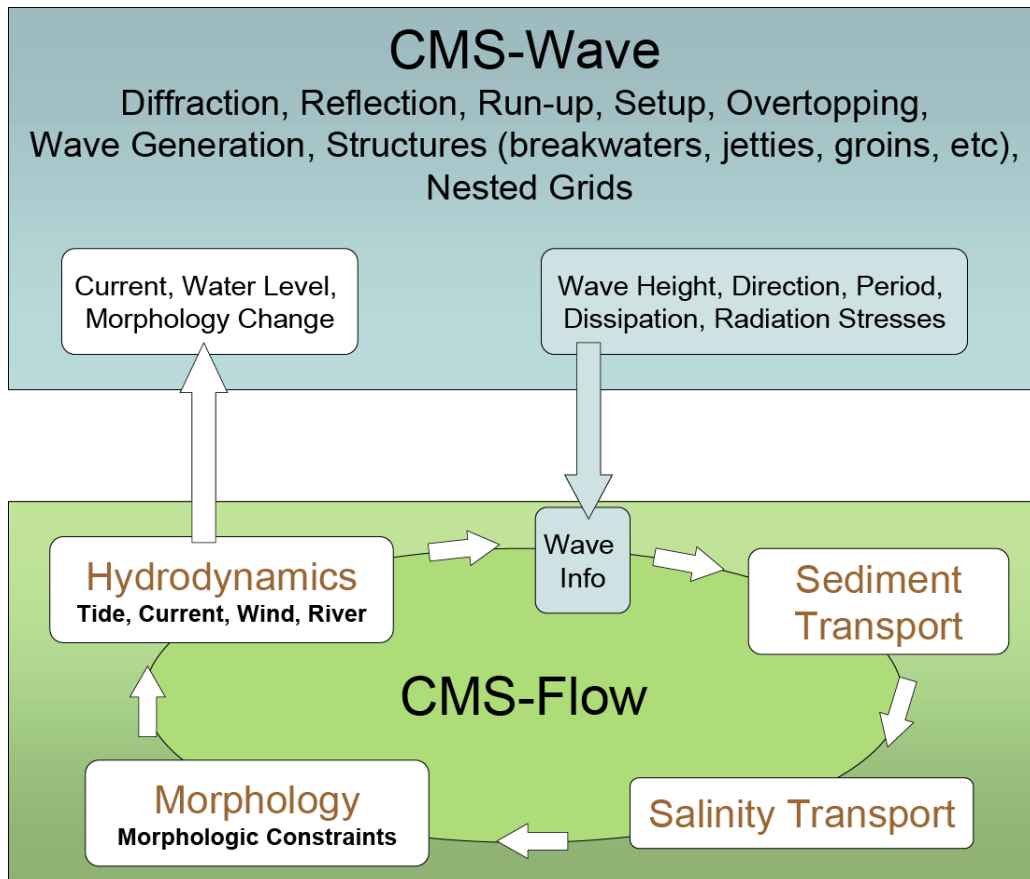 CMS-Wave
Diffraction, Reflection, Run-up, Setup, Overtopping,
Wave Generation, Structures (breakwaters, jetties, groins, etc),
Nested Grids
Current, Water Level,
Morphology Change
Wave Height, Direction, Period,
Dissipation, Radiation Stresses
Wave
Info
Hydrodynamics
Tide, Current, Wind, River
Sediment
Transport
CMS-Flow
Morphology
Morphologic Constraints
Salinity Transport